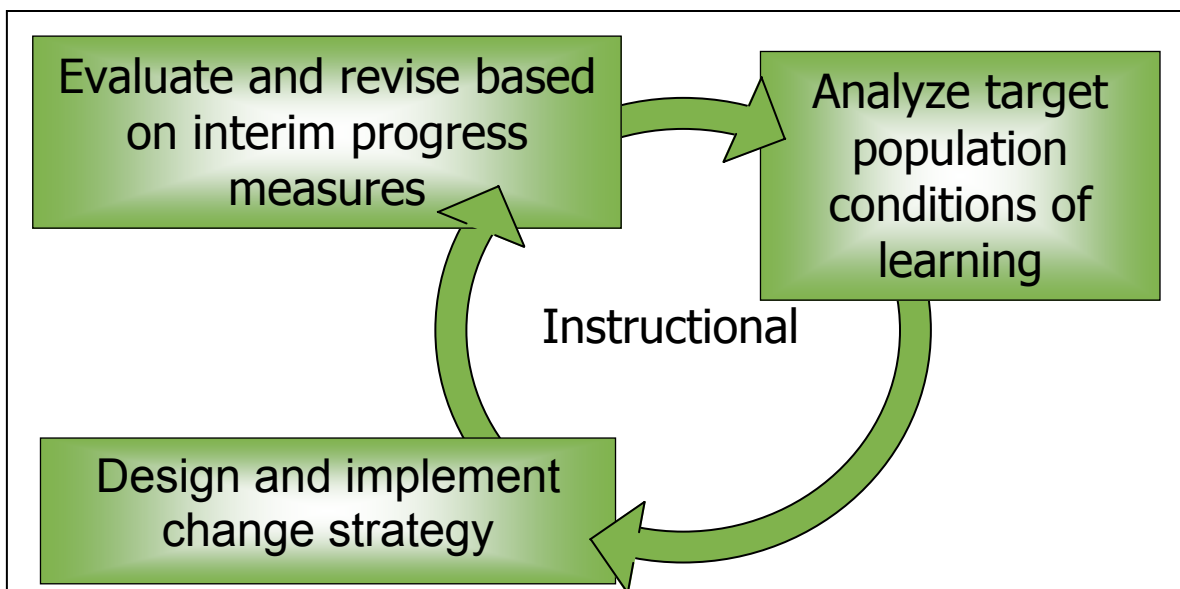 Evaluate and revise based
on interim progress
measures
Analyze target
population
conditions of
learning
Instructional
Design and implement
change strategy